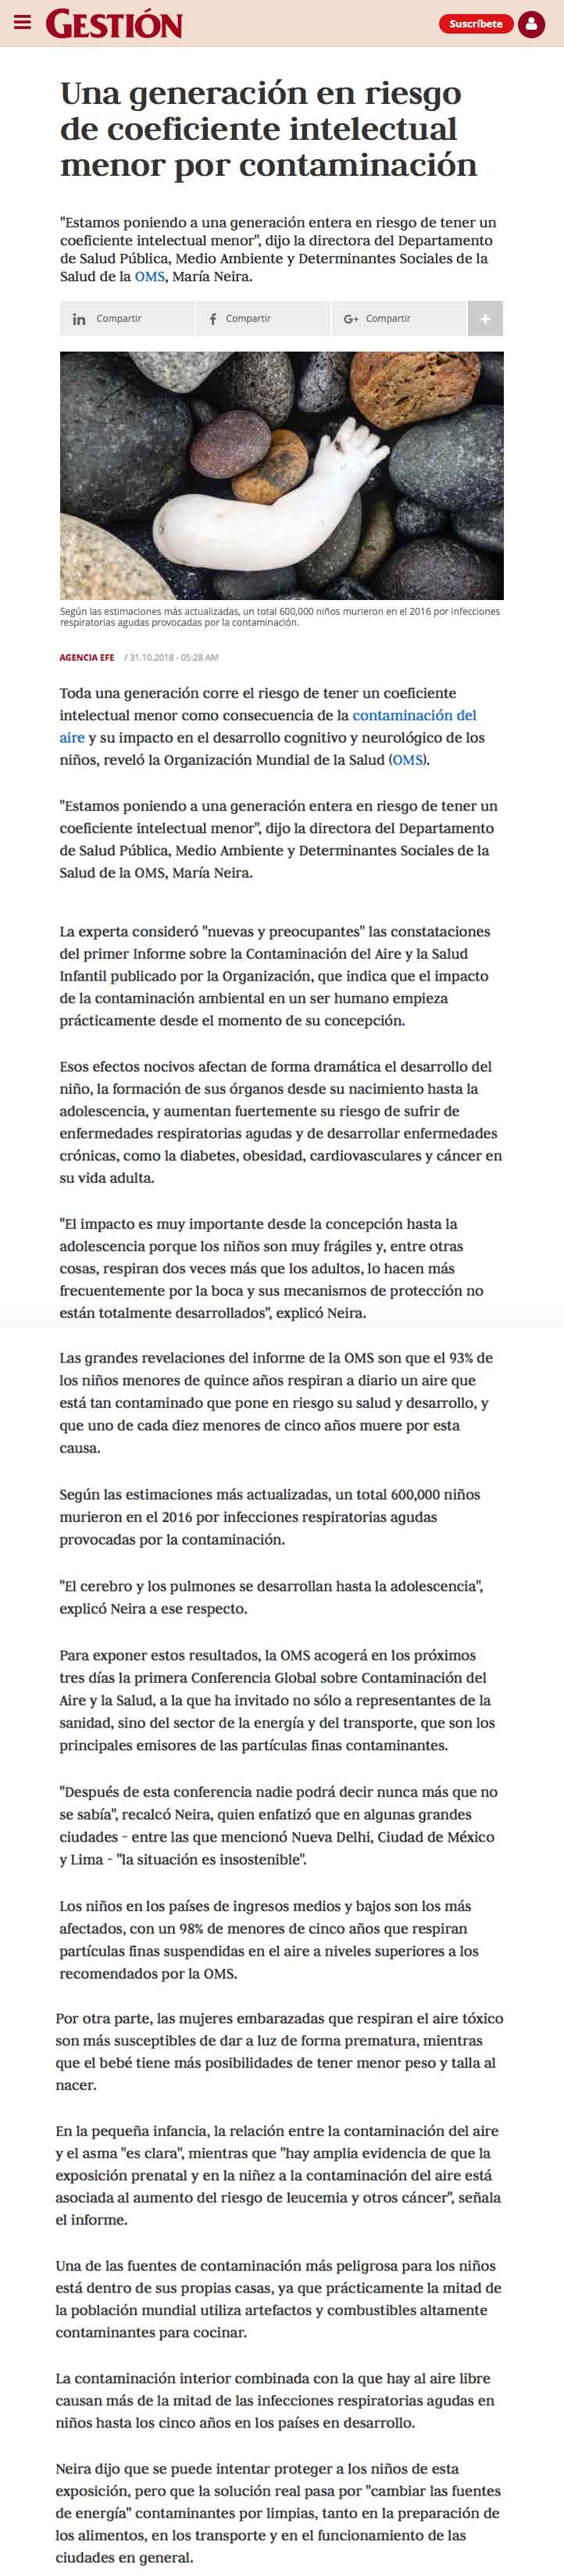 GESTIÓN
Suscríbete
Una generación en riesgo
de coeficiente intelectual
menor por contaminación
"Estamos poniendo a una generación entera en riesgo de tener un
coeficiente intelectual menor", dijo la directora del Departamento
de Salud Pública, Medio Ambiente y Determinantes Sociales de la
Salud de la OMS, María Neira.
in Compartir
f Compartir
G+ Compartir
+
Según las estimaciones más actualizadas, un total 600,000 niños murieron en el 2016 por infecciones
respiratorias agudas provocadas por la contaminación.
AGENCIA EFE / 31.10.2018 - 05:28 AM
Toda una generación corre el riesgo de tener un coeficiente
intelectual menor como consecuencia de la contaminación del
aire y su impacto en el desarrollo cognitivo y neurológico de los
niños, reveló la Organización Mundial de la Salud (OMS).
"Estamos poniendo a una generación entera en riesgo de tener un
coeficiente intelectual menor", dijo la directora del Departamento
de Salud Pública, Medio Ambiente y Determinantes Sociales de la
Salud de la OMS, María Neira.
La experta consideró "nuevas y preocupantes" las constataciones
del primer Informe sobre la Contaminación del Aire y la Salud
Infantil publicado por la Organización, que indica que el impacto
de la contaminación ambiental en un ser humano empieza
prácticamente desde el momento de su concepción.
Esos efectos nocivos afectan de forma dramática el desarrollo del
niño, la formación de sus órganos desde su nacimiento hasta la
adolescencia, y aumentan fuertemente su riesgo de sufrir de
enfermedades respiratorias agudas y de desarrollar enfermedades
crónicas, como la diabetes, obesidad, cardiovasculares y cáncer en
su vida adulta.
"El impacto es muy importante desde la concepción hasta la
adolescencia porque los niños son muy frágiles y, entre otras
cosas, respiran dos veces más que los adultos, lo hacen más
frecuentemente por la boca y sus mecanismos de protección no
están totalmente desarrollados", explicó Neira.
Las grandes revelaciones del informe de la OMS son que el 93% de
los niños menores de quince años respiran a diario un aire que
está tan contaminado que pone en riesgo su salud y desarrollo, y
que uno de cada diez menores de cinco años muere por esta
causa.
Según las estimaciones más actualizadas, un total 600,000 niños
murieron en el 2016 por infecciones respiratorias agudas
provocadas por la contaminación.
"El cerebro y los pulmones se desarrollan hasta la adolescencia",
explicó Neira a ese respecto.
Para exponer estos resultados, la OMS acogerá en los próximos
tres días la primera Conferencia Global sobre Contaminación del
Aire y la Salud, a la que ha invitado no sólo a representantes de la
sanidad, sino del sector de la energía y del transporte, que son los
principales emisores de las partículas finas contaminantes.
"Después de esta conferencia nadie podrá decir nunca más que no
se sabía", recalcó Neira, quien enfatizó que en algunas grandes
ciudades - entre las que mencionó Nueva Delhi, Ciudad de México
y Lima - "la situación es insostenible".
Los niños en los países de ingresos medios y bajos son los más
afectados, con un 98% de menores de cinco años que respiran
partículas finas suspendidas en el aire a niveles superiores a los
recomendados por la OMS.
Por otra parte, las mujeres embarazadas que respiran el aire tóxico
son más susceptibles de dar a luz de forma prematura, mientras
que el bebé tiene más posibilidades de tener menor peso y talla al
nacer.
En la pequeña infancia, la relación entre la contaminación del aire
y el asma "es clara", mientras que "hay amplia evidencia de que la
exposición prenatal y en la niñez a la contaminación del aire está
asociada al aumento del riesgo de leucemia y otros cáncer", señala
el informe.
Una de las fuentes de contaminación más peligrosa para los niños
está dentro de sus propias casas, ya que prácticamente la mitad de
la población mundial utiliza artefactos y combustibles altamente
contaminantes para cocinar.
La contaminación interior combinada con la que hay al aire libre
causan más de la mitad de las infecciones respiratorias agudas en
niños hasta los cinco años en los países en desarrollo.
Neira dijo que se puede intentar proteger a los niños de esta
exposición, pero que la solución real pasa por "cambiar las fuentes
de energía" contaminantes por limpias, tanto en la preparación de
los alimentos, en los transporte y en el funcionamiento de las
ciudades en general.